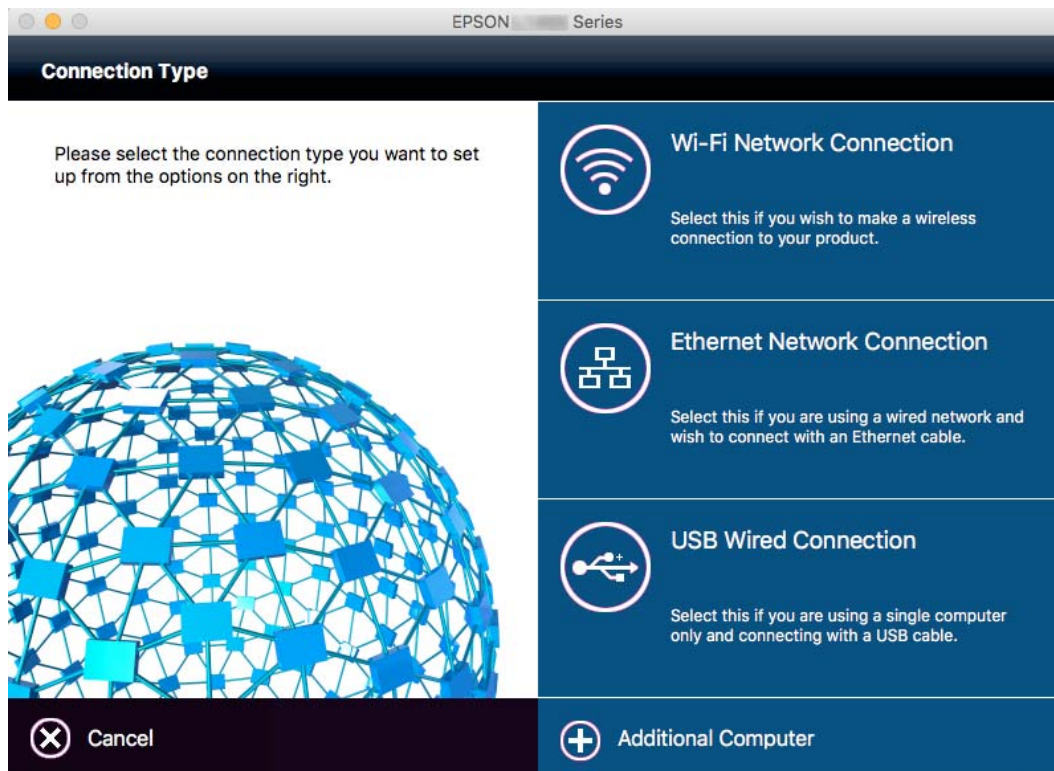 EPSON Series
Connection Type
Please select the connection type you want to set
up from the options on the right.
Wi-Fi Network Connection
Select this if you wish to make a wireless
connection to your product.
Ethernet Network Connection
Select this if you are using a wired network and
wish to connect with an Ethernet cable.
USB Wired Connection
Select this if you are using a single computer
only and connecting with a USB cable.
Cancel
Additional Computer